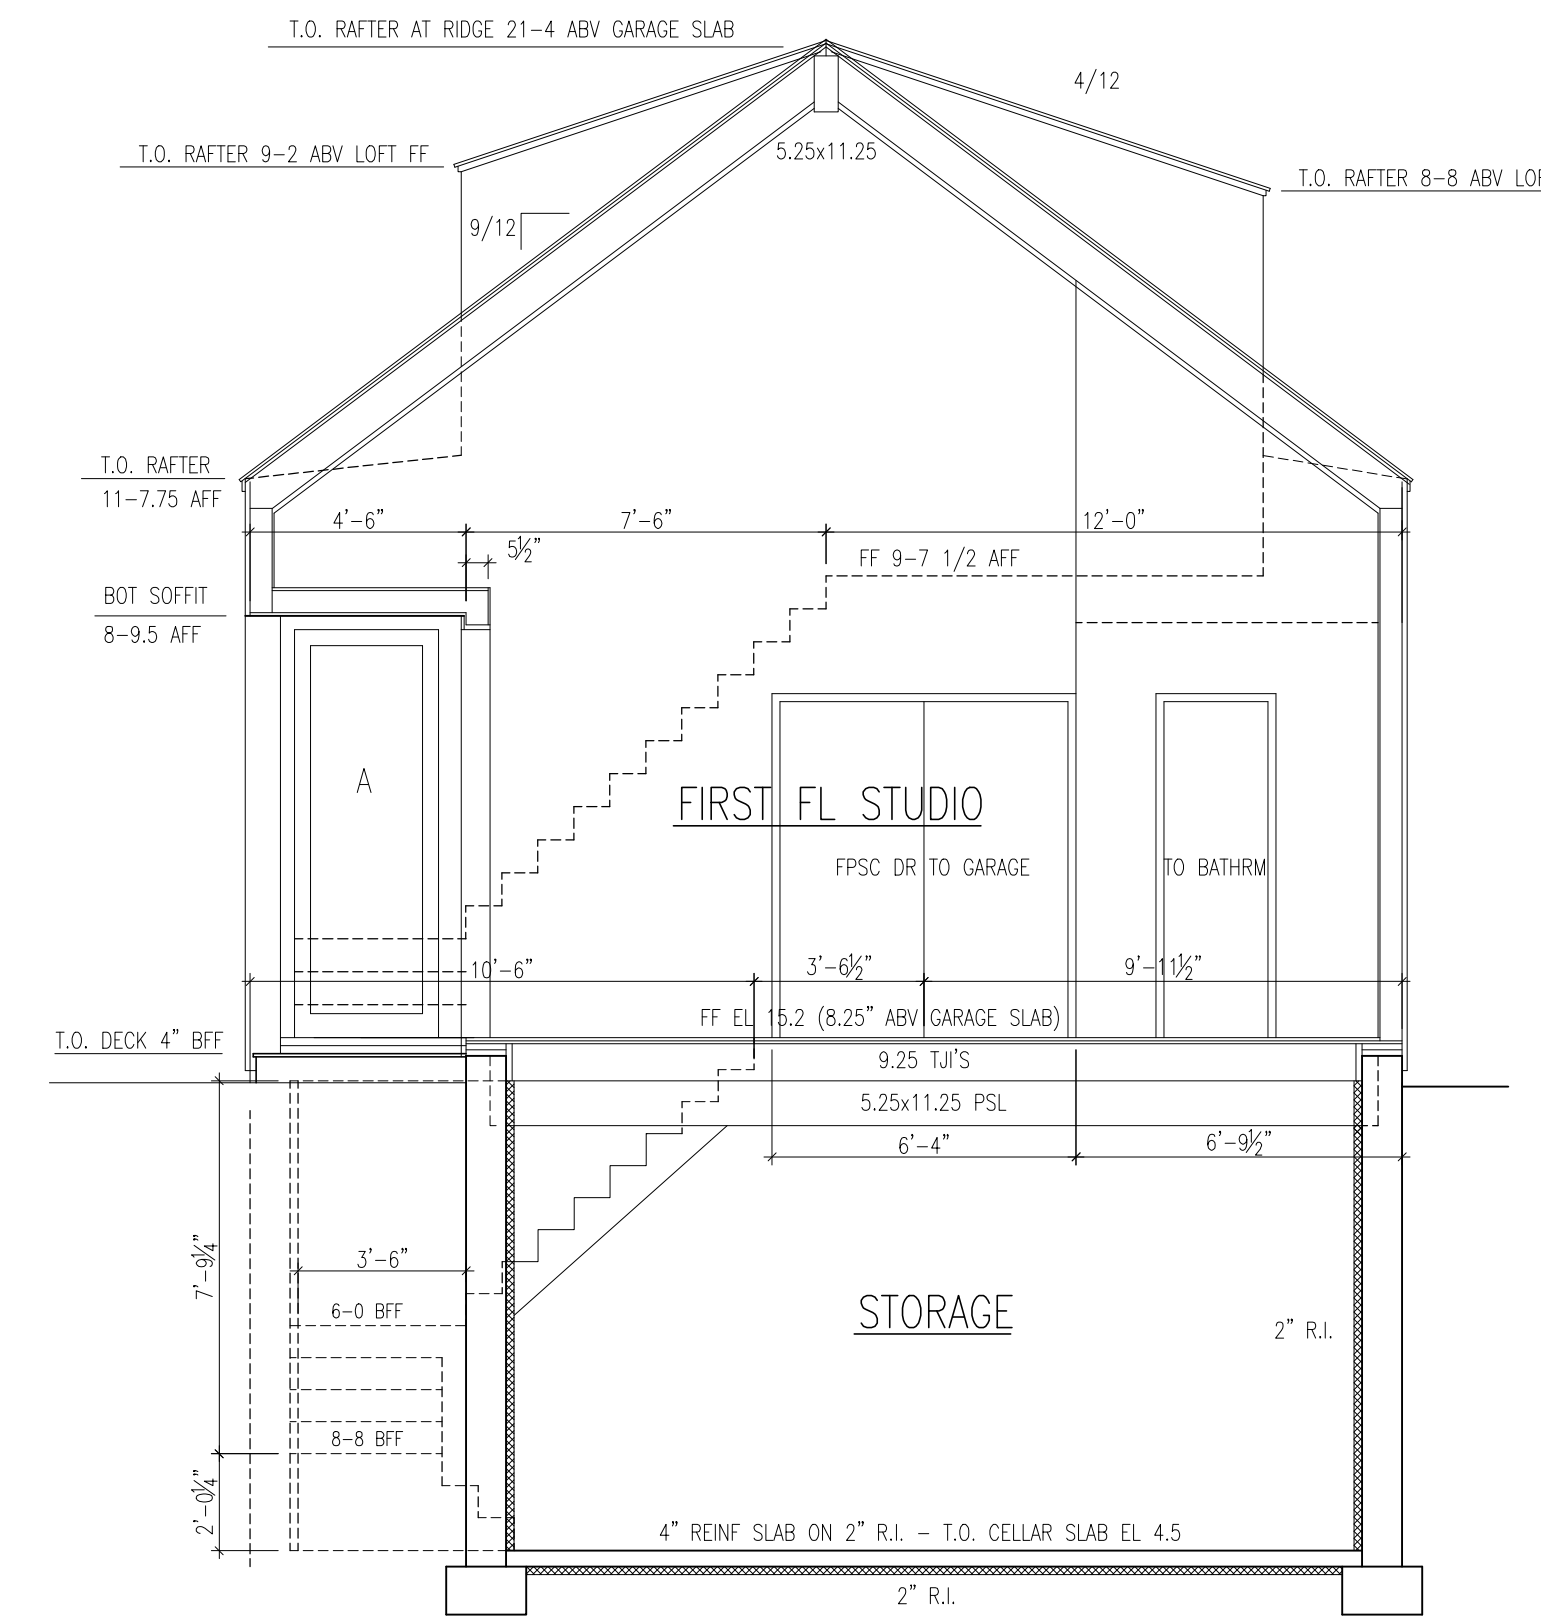 T.O. RAFTER AT RIDGE 21-4 ABV GARAGE SLAB
4/12
T.O. RAFTER 9-2 ABV LOFT FF
5.25x11.25
T.O. RAFTER 8-8 ABV
9/12
T.O. RAFTER
11-7.75 AFF
4'-6"
7'-6"
12'-0"
5½"
FF 9-7 1/2 AFF
BOT SOFFIT
8-9.5 AFF
A
FIRST FL STUDIO
FPSC DR TO GARAGE
TO BATHRM
10'-6"
3'-6½"
9'-11½"
FF EL 15.2 (8.25" ABV GARAGE SLAB)
T.O. DECK 4" BFF
9.25 TJI'S
5.25x11.25 PSL
6'-4"
6'-9½"
7'-9¼"
3'-6"
6-0 BFF
STORAGE
2" R.I.
8-8 BFF
2'-0¼"
4" REINF SLAB ON 2" R.I. - T.O. CELLAR SLAB EL 4.5
2" R.I.